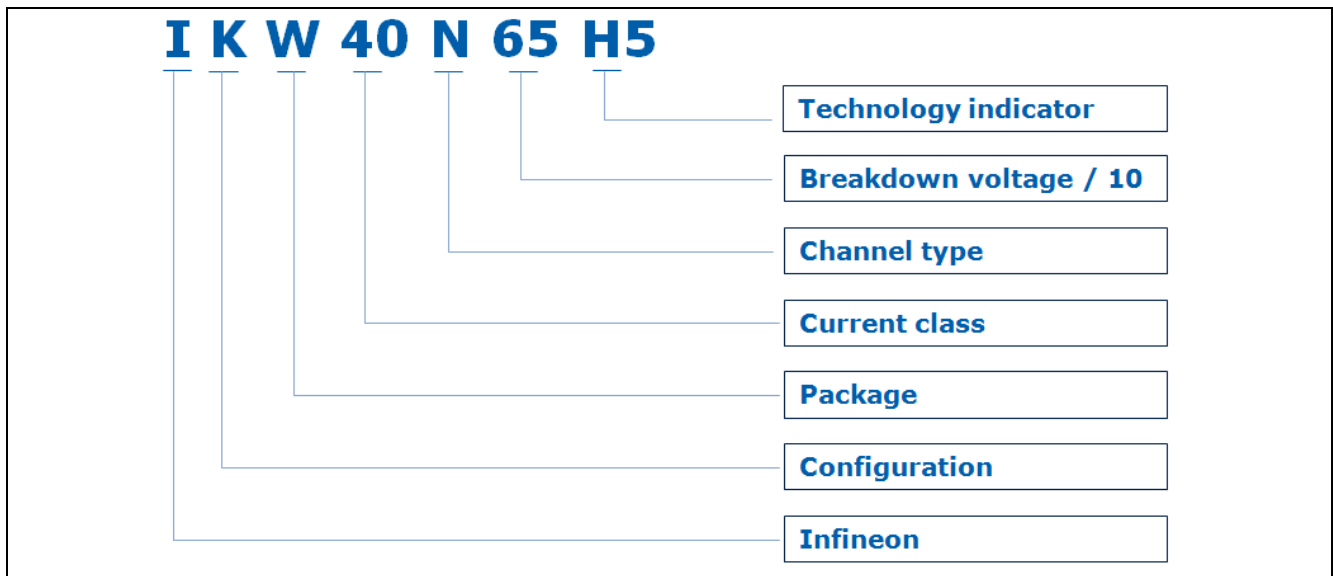 I K W 40 N 65 H5
Technology indicator
Breakdown voltage / 10
Channel type
Current class
Package
Configuration
Infineon